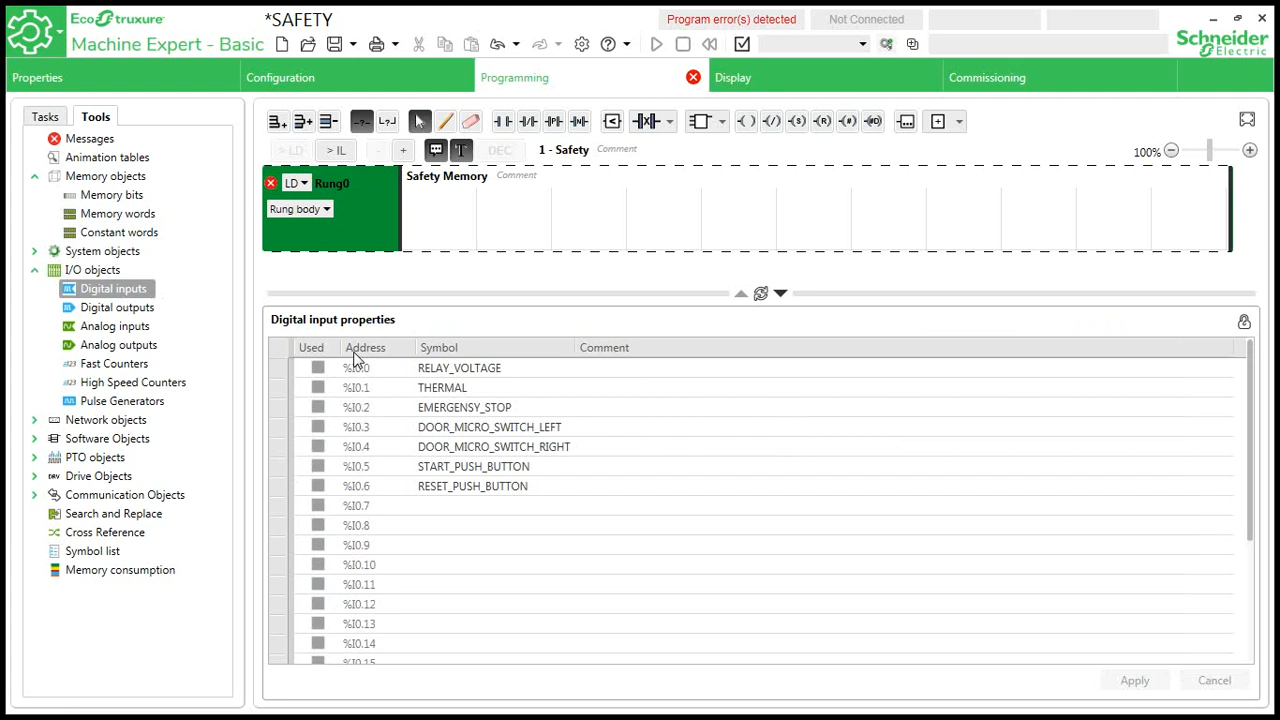 EcoStruxure
Machine Expert - Basic
*SAFETY
Program error(s) detected
Not Connected
Schneider
Electric
Properties
Configuration
Programming
Display
Commissioning
Tasks
Tools
Messages
Animation tables
Memory objects
Memory bits
Memory words
Constant words
System objects
I/O objects
Digital inputs
Digital outputs
Analog inputs
Analog outputs
Fast Counters
High Speed Counters
Pulse Generators
Network objects
Software Objects
PTO objects
Drive Objects
Communication Objects
Search and Replace
Cross Reference
Symbol list
Memory consumption
> LD
> IL
-
+
DEC
1 - Safety Comment
100%
LD Rung0
Rung body
Safety Memory Comment
Digital input properties
Used Address Symbol Comment
%I0.0 RELAY_VOLTAGE
%I0.1 THERMAL
%I0.2 EMERGENSY_STOP
%I0.3 DOOR_MICRO_SWITCH_LEFT
%I0.4 DOOR_MICRO_SWITCH_RIGHT
%I0.5 START_PUSH_BUTTON
%I0.6 RESET_PUSH_BUTTON
%I0.7
%I0.8
%I0.9
%I0.10
%I0.11
%I0.12
%I0.13
%I0.14
%I0.15
Apply
Cancel